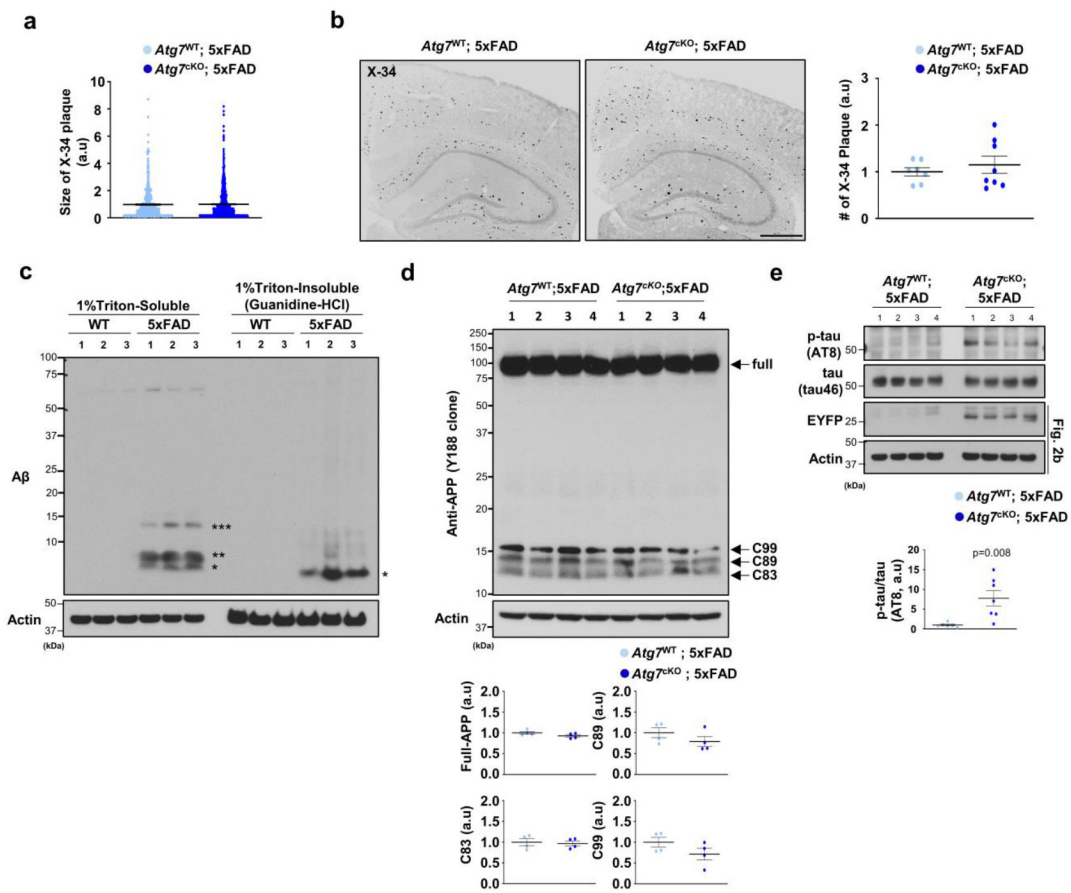 a
Atg7WT; 5xFAD
Atg7cKO; 5xFAD
Size of X-34 plaque
(a.u)
10
8
6
4
2
0
b
Atg7WT; 5xFAD
Atg7cKO; 5xFAD
X-34
Atg7WT; 5xFAD
Atg7cKO; 5xFAD
# of X-34 Plaque (a.u)
3
2
1
0
c
1%Triton-Soluble
1%Triton-Insoluble
(Guanidine-HCl)
WT 5xFAD WT 5xFAD
1 2 3 1 2 3 1 2 3 1 2 3
100
75
50
37
25
20
15
10
Aβ
***
**
*
*
Actin
50
37
(kDa)
d
Atg7WT;5xFAD Atg7cKO;5xFAD
1 2 3 4 1 2 3 4
Anti-APP (Y188 clone)
250
150
100
75
50
37
25
20
15
10
full
C99
C89
C83
Actin
50
37
(kDa)
Atg7WT ; 5xFAD
Atg7cKO ; 5xFAD
Full-APP (a.u)
2.0
1.5
1.0
0.5
0.0
C89 (a.u)
2.0
1.5
1.0
0.5
0.0
C83 (a.u)
2.0
1.5
1.0
0.5
0.0
C99 (a.u)
2.0
1.5
1.0
0.5
0.0
e
Atg7WT; Atg7cKO;
5xFAD 5xFAD
1 2 3 4 1 2 3 4
p-tau
(AT8)
50
tau
(tau46)
50
EYFP
25
Actin
50
37
(kDa)
Fig. 2b
Atg7WT; 5xFAD
Atg7cKO; 5xFAD
p-tau/tau
(AT8, a.u)
20
15
10
5
0
p=0.008